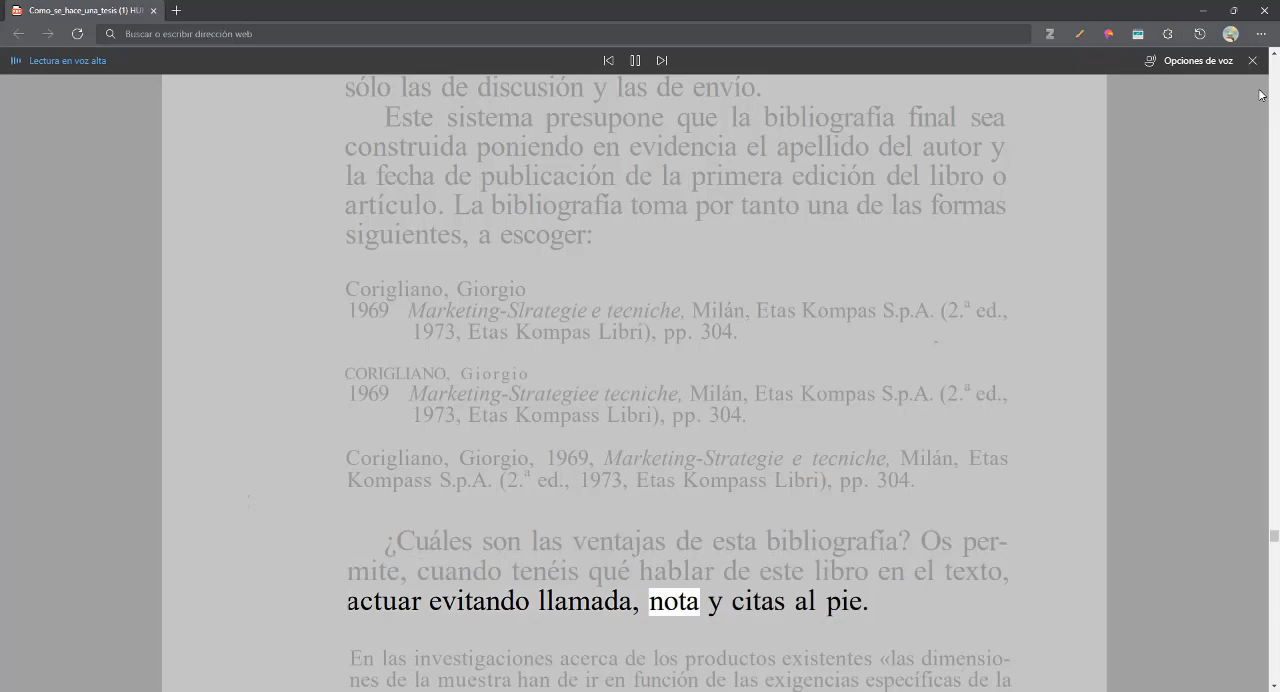 Como_se_hace_una_tesis (1) HU
Buscar o escribir dirección web
Lectura en voz alta
Opciones de voz
sólo las de discusión y las de envío.
Este sistema presupone que la bibliografía final sea
construida poniendo en evidencia el apellido del autor y
la fecha de publicación de la primera edición del libro o
artículo. La bibliografía toma por tanto una de las formas
siguientes, a escoger:
Corigliano, Giorgio
1969 Marketing-Slrategie e tecniche, Milán, Etas Kompas S.p.A. (2.ª ed.,
1973, Etas Kompas Libri), pp. 304.
CORIGLIANO, Giorgio
1969 Marketing-Strategiee tecniche, Milán, Etas Kompas S.p.A. (2.ª ed.,
1973, Etas Kompass Libri), pp. 304.
Corigliano, Giorgio, 1969, Marketing-Strategie e tecniche, Milán, Etas
Kompass S.p.A. (2.ª ed., 1973, Etas Kompass Libri), pp. 304.
¿Cuáles son las ventajas de esta bibliografía? Os per-
mite, cuando tenéis qué hablar de este libro en el texto,
actuar evitando llamada, nota y citas al pie.
En las investigaciones acerca de los productos existentes «las dimensio-
nes de la muestra han de ir en función de las exigencias específicas de la